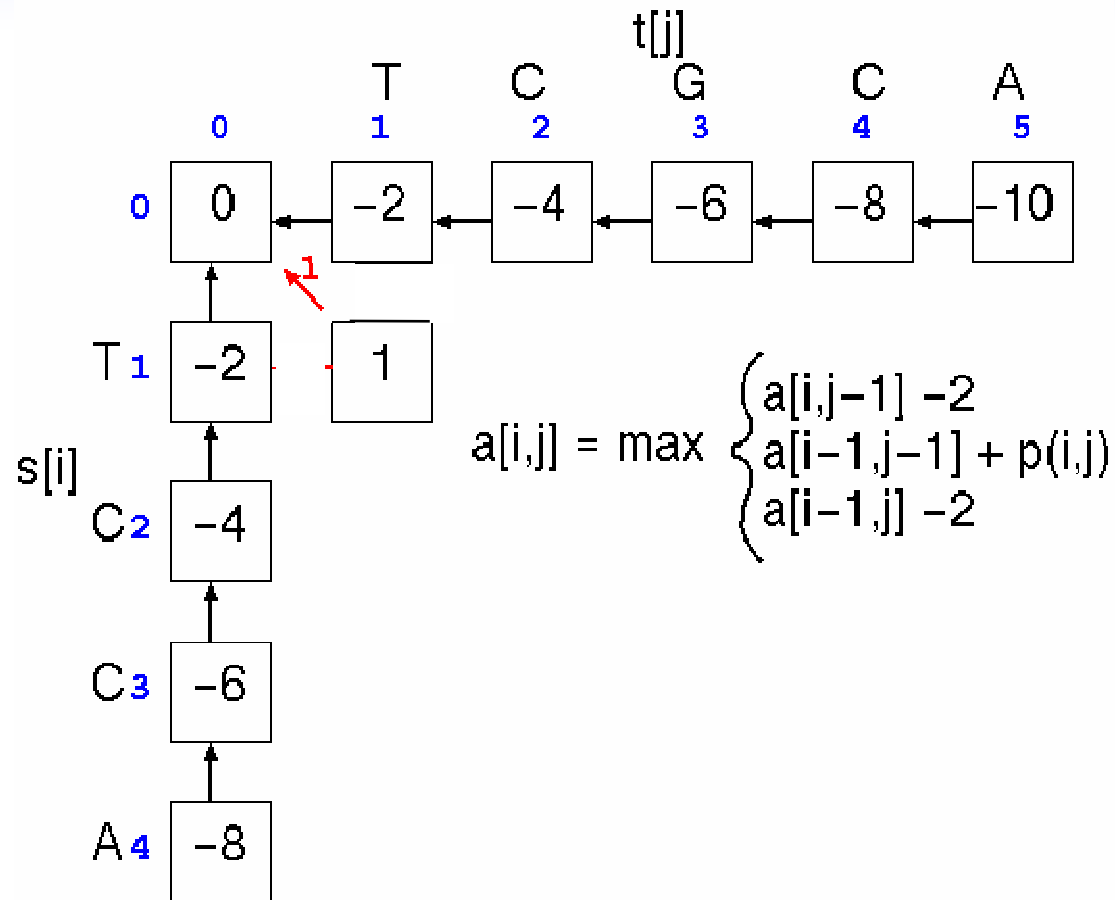 t[j]
T C G C A
0 1 2 3 4 5
0 0 −2 −4 −6 −8 −10
1
T 1 −2 1
s[i]
C 2 −4
C 3 −6
A 4 −8
a[i,j] = max
a[i,j−1] −2
a[i−1,j−1] + p(i,j)
a[i−1,j] −2